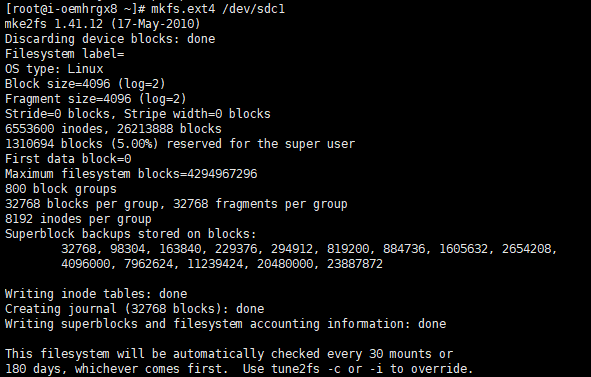 [root@i-oemhrgx8 ~]# mkfs.ext4 /dev/sdc1
mke2fs 1.41.12 (17-May-2010)
Discarding device blocks: done
Filesystem label=
OS type: Linux
Block size=4096 (log=2)
Fragment size=4096 (log=2)
Stride=0 blocks, Stripe width=0 blocks
6553600 inodes, 26213888 blocks
1310694 blocks (5.00%) reserved for the super user
First data block=0
Maximum filesystem blocks=4294967296
800 block groups
32768 blocks per group, 32768 fragments per group
8192 inodes per group
Superblock backups stored on blocks:
        32768, 98304, 163840, 229376, 294912, 819200, 884736, 1605632, 2654208,
        4096000, 7962624, 11239424, 20480000, 23887872

Writing inode tables: done
Creating journal (32768 blocks): done
Writing superblocks and filesystem accounting information: done

This filesystem will be automatically checked every 30 mounts or
180 days, whichever comes first.  Use tune2fs -c or -i to override.